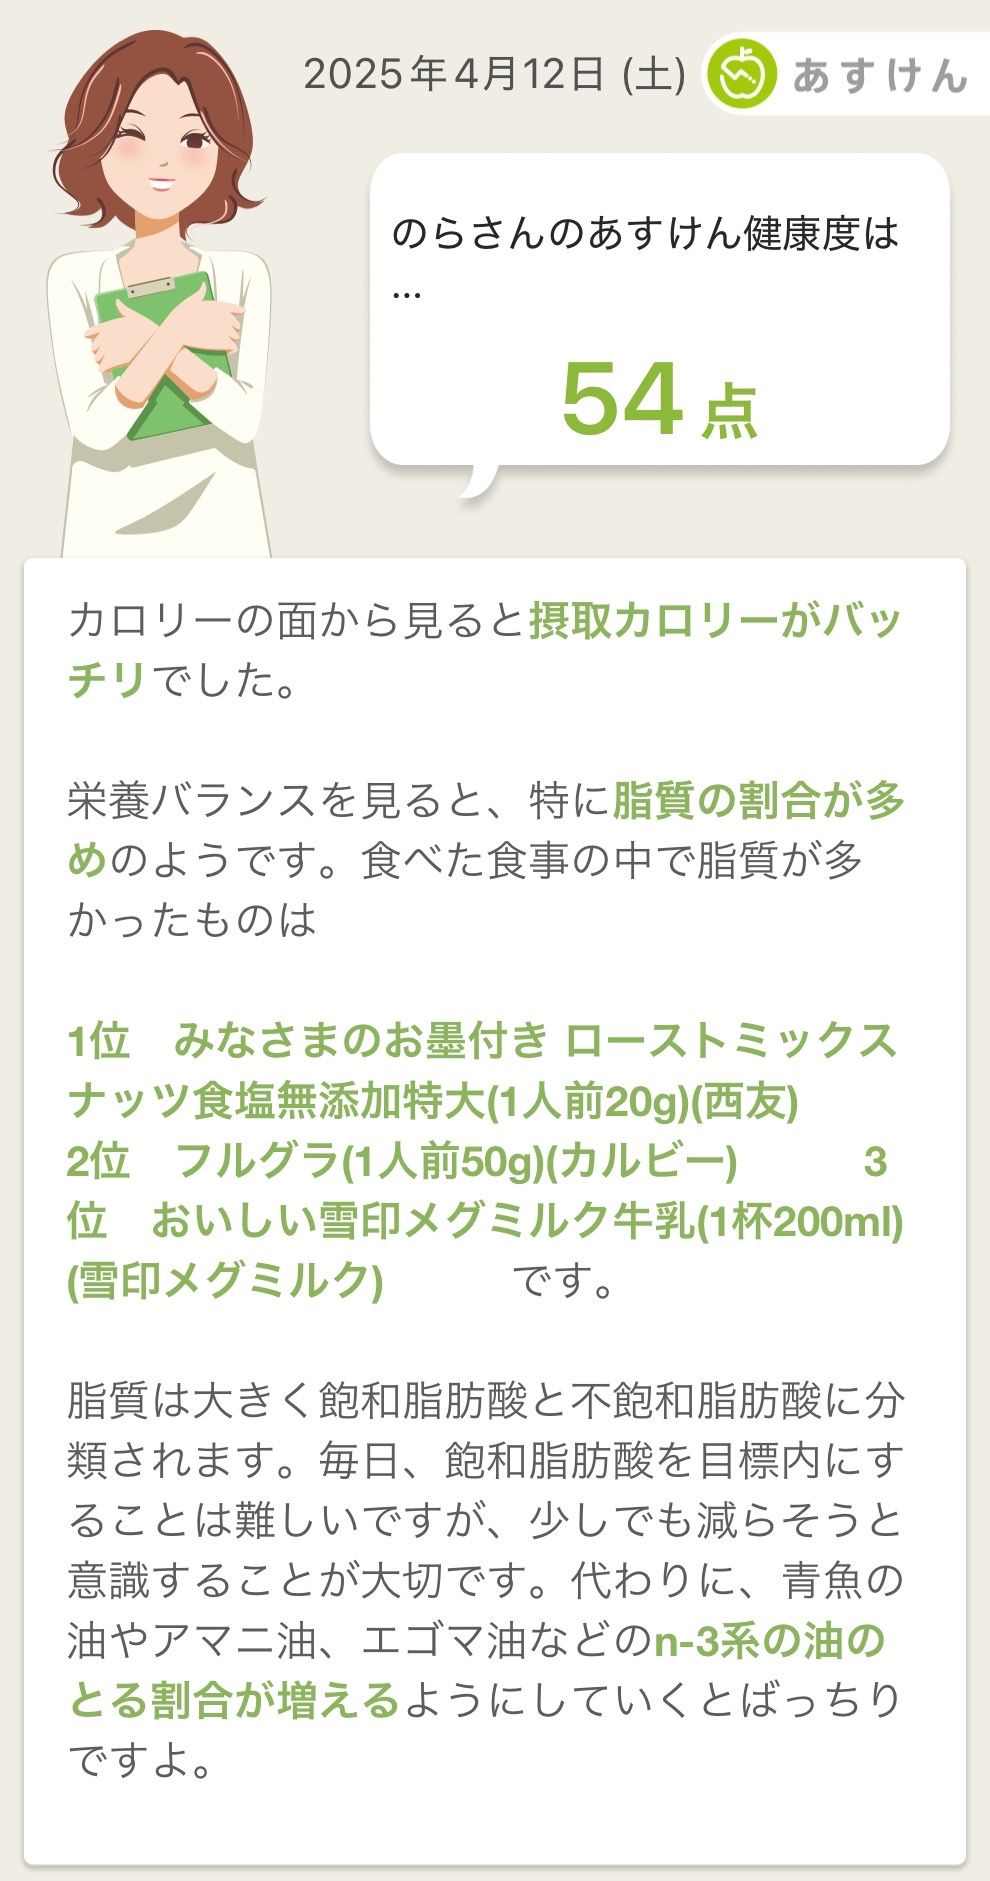 2025年4月12日 (土)
あすけん
のらさんのあすけん健康度は
…
54 点
カロリーの面から見ると摂取カロリーがバッ
チリでした。
栄養バランスを見ると、特に脂質の割合が多
めのようです。食べた食事の中で脂質が多
かったものは
1位　みなさまのお墨付き ローストミックス
ナッツ食塩無添加特大(1人前20g)(西友)
2位　フルグラ(1人前50g)(カルビー)　　　3
位　おいしい雪印メグミルク牛乳(1杯200ml)
(雪印メグミルク)　　　です。
脂質は大きく飽和脂肪酸と不飽和脂肪酸に分
類されます。毎日、飽和脂肪酸を目標内にす
ることは難しいですが、少しでも減らそうと
意識することが大切です。代わりに、青魚の
油やアマニ油、エゴマ油などのn-3系の油の
とる割合が増えるようにしていくとばっちり
ですよ。